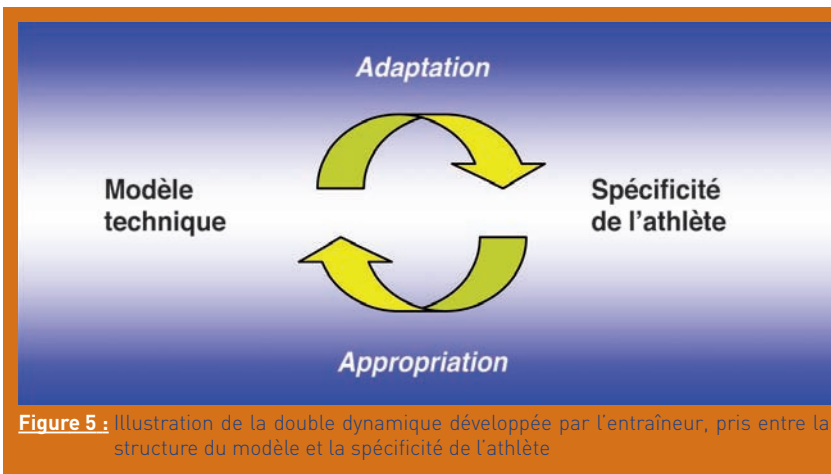 Adaptation
Modèle
technique
Spécificité
de l'athlète
Appropriation
Figure 5 : Illustration de la double dynamique développée par l'entraîneur, pris entre la
structure du modèle et la spécificité de l'athlète